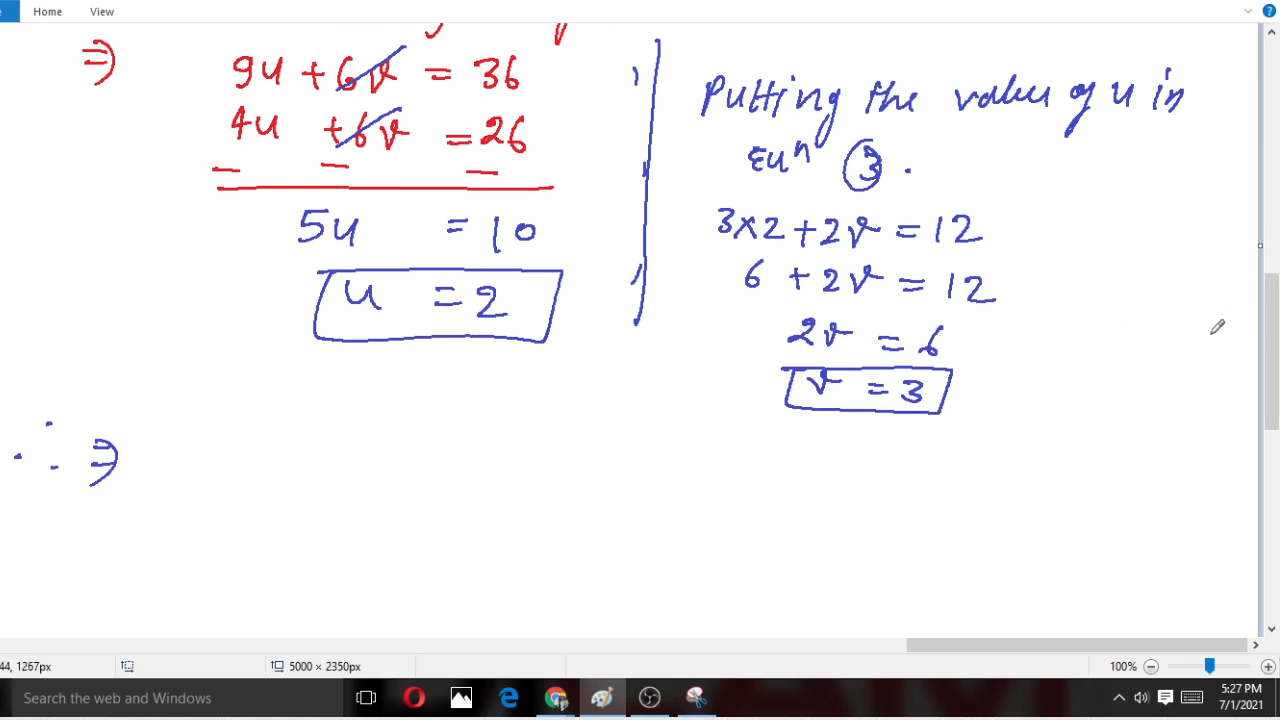 Home View
⇒ 9u + 6v = 36
4u + 6v = 26
5u = 10
u = 2
Putting the value of u in
Euⁿ ③ .
3×2 + 2v = 12
6 + 2v = 12
2v = 6
v = 3
∴ ⇒
44, 1267px 5000 × 2350px 100%
Search the web and Windows
5:27 PM
7/1/2021